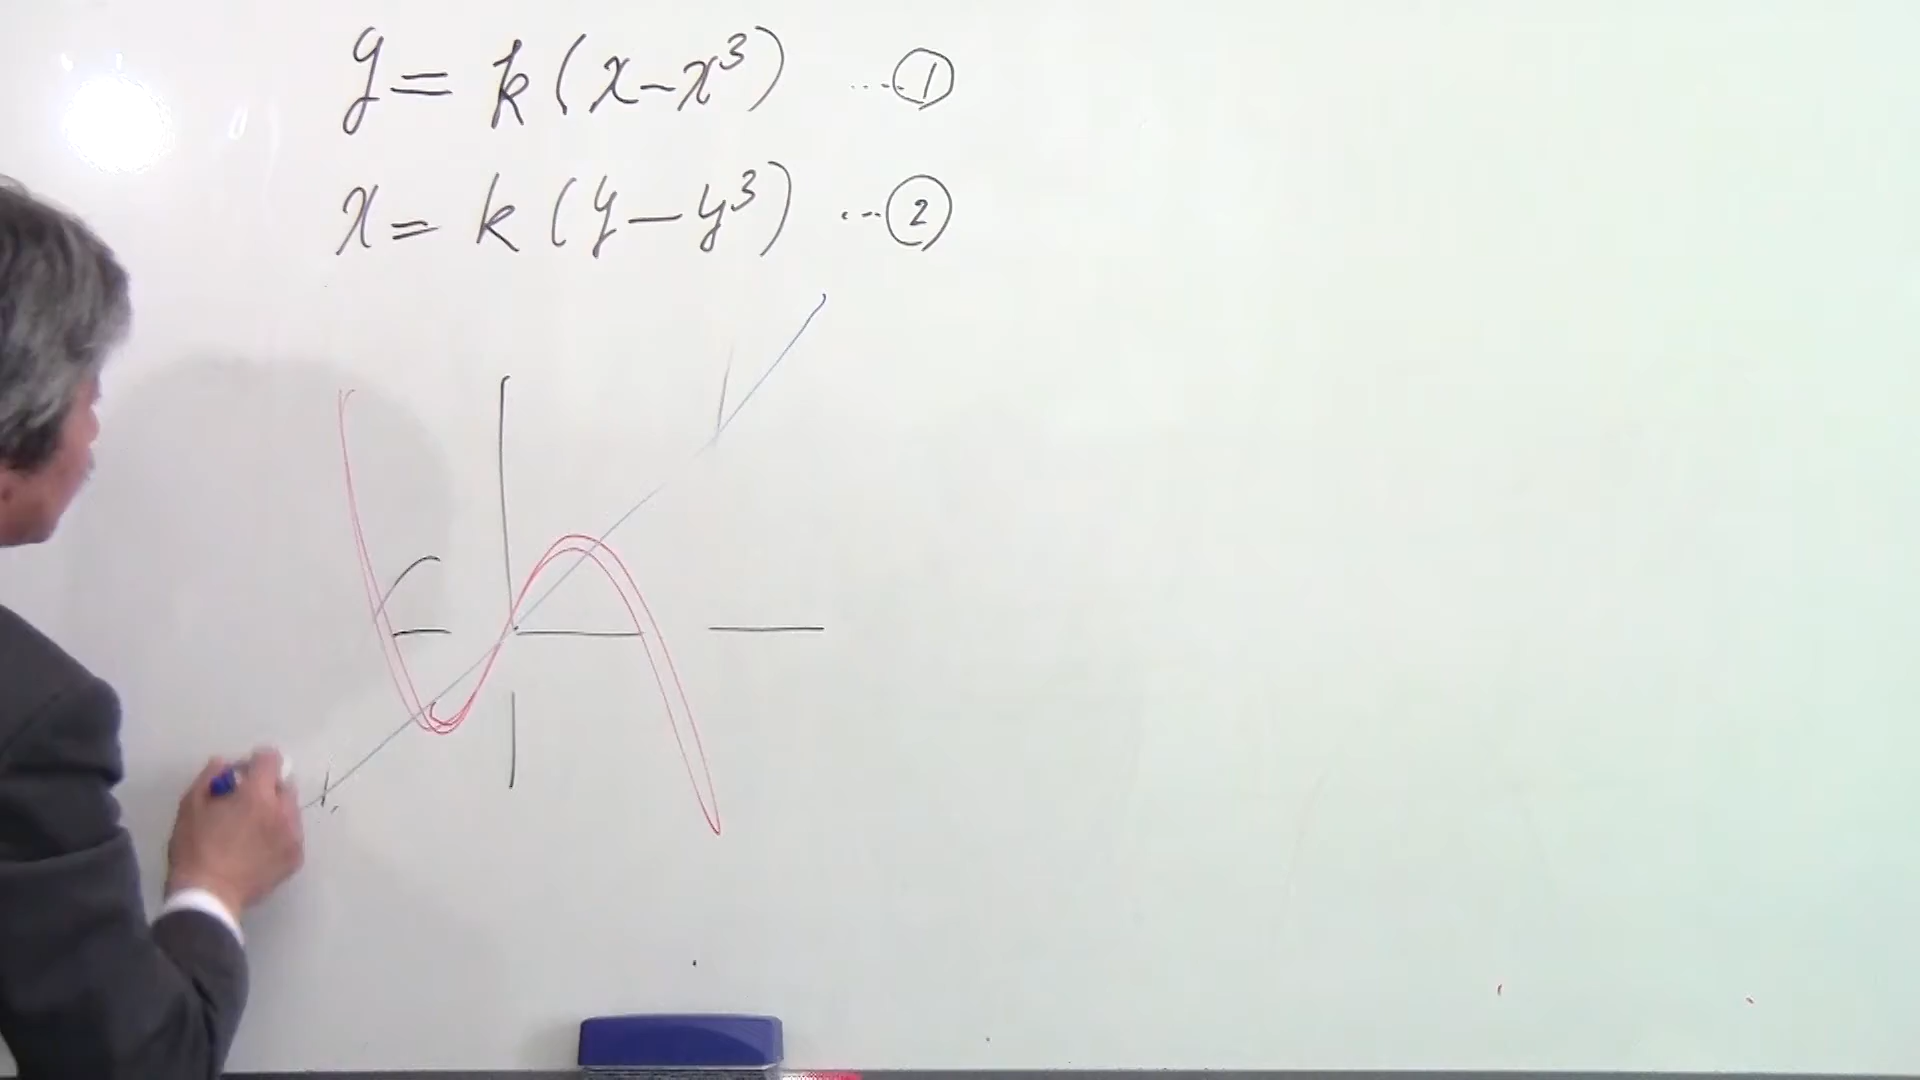 y = k(x-x³) ...①
x = k(y-y³) ...②